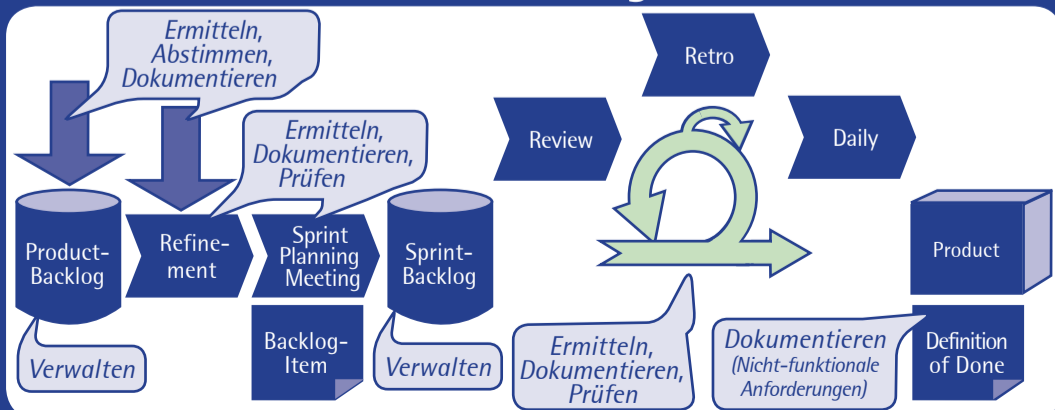 Ermitteln,
Abstimmen,
Dokumentieren
Ermitteln,
Dokumentieren,
Prüfen
Retro
Review
Daily
Product-
Backlog
Refine-
ment
Sprint
Planning
Meeting
Sprint-
Backlog
Product
Verwalten
Backlog-
Item
Verwalten
Ermitteln,
Dokumentieren,
Prüfen
Dokumentieren
(Nicht-funktionale
Anforderungen)
Definition
of Done